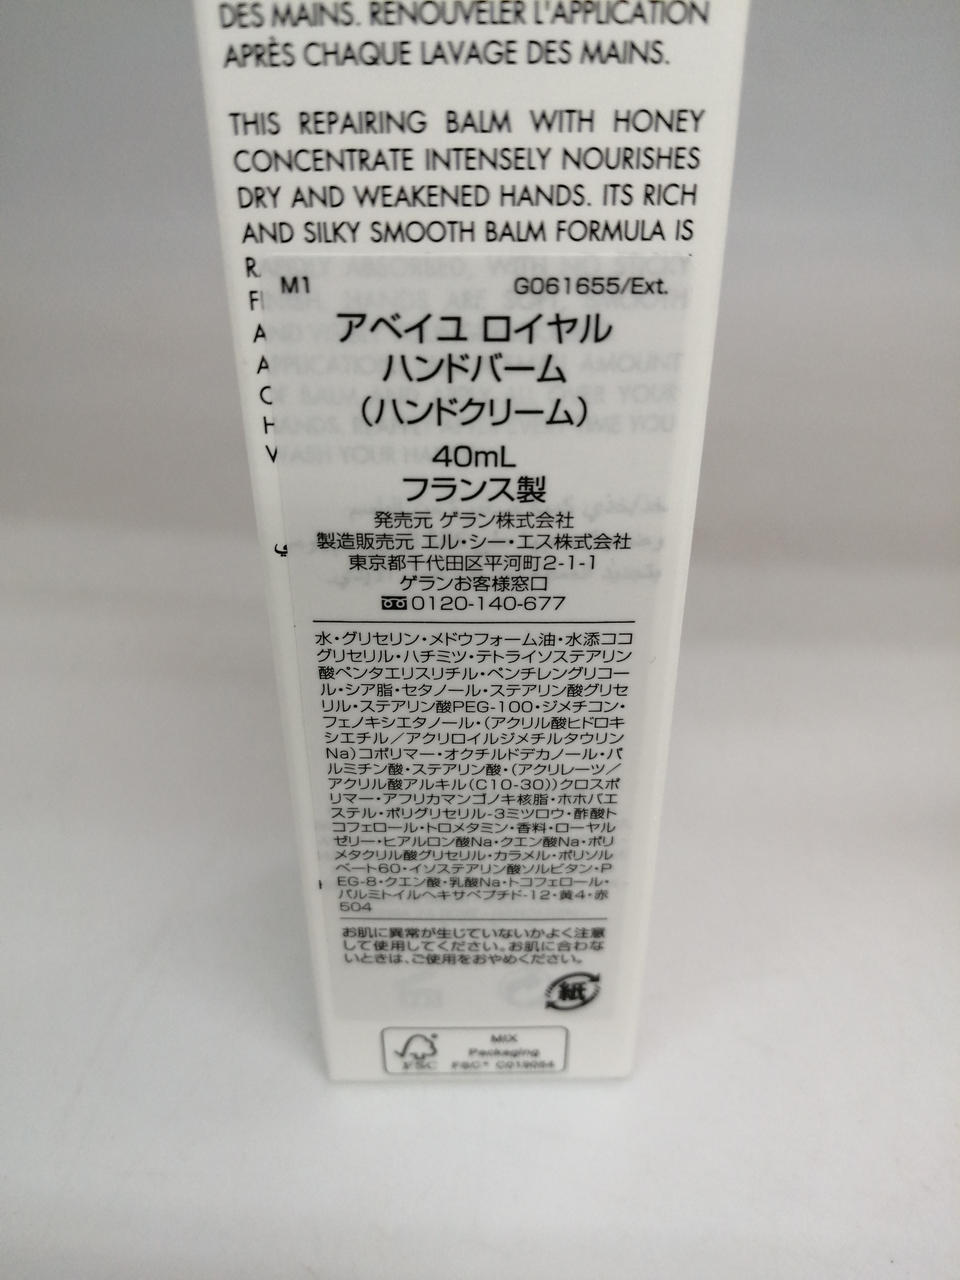 DES MAINS. RENOUVELER L'APPLICATION
APRÈS CHAQUE LAVAGE DES MAINS.
THIS REPAIRING BALM WITH HONEY
CONCENTRATE INTENSELY NOURISHES
DRY AND WEAKENED HANDS. ITS RICH
AND SILKY SMOOTH BALM FORMULA IS
M1 G061655/Ext.
アベイユ ロイヤル
ハンドバーム
（ハンドクリーム）
40mL
フランス製
発売元 ゲラン株式会社
製造販売元 エル・シー・エス株式会社
東京都千代田区平河町2-1-1
ゲランお客様窓口
0120-140-677
水・グリセリン・メドウフォーム油・水添ココ
グリセリル・ハチミツ・テトライソステアリン
酸ペンタエリスリチル・ペンチレングリコー
ル・シア脂・セタノール・ステアリン酸グリセ
リル・ステアリン酸PEG-100・ジメチコン・
フェノキシエタノール・（アクリル酸ヒドロキ
シエチル／アクリロイルジメチルタウリン
Na）コポリマー・オクチルドデカノール・パ
ルミチン酸・ステアリン酸・（アクリレーツ／
アクリル酸アルキル（C10-30））クロスポ
リマー・アフリカマンゴノキ核脂・ホホバエ
ステル・ポリグリセリル-3ミツロウ・酢酸ト
コフェロール・トロメタミン・香料・ローヤル
ゼリー・ヒアルロン酸Na・クエン酸Na・ポリ
メタクリル酸グリセリル・カラメル・ポリソル
ベート60・イソステアリン酸ソルビタン・P
EG-8・クエン酸・乳酸Na・トコフェロール・
パルミトイルヘキサペプチド-12・黄4・赤
504
お肌に異常が生じていないかよく注意
して使用してください。お肌に合わな
いときは、ご使用をおやめください。
紙
FSC MIX
Packaging
FSC®